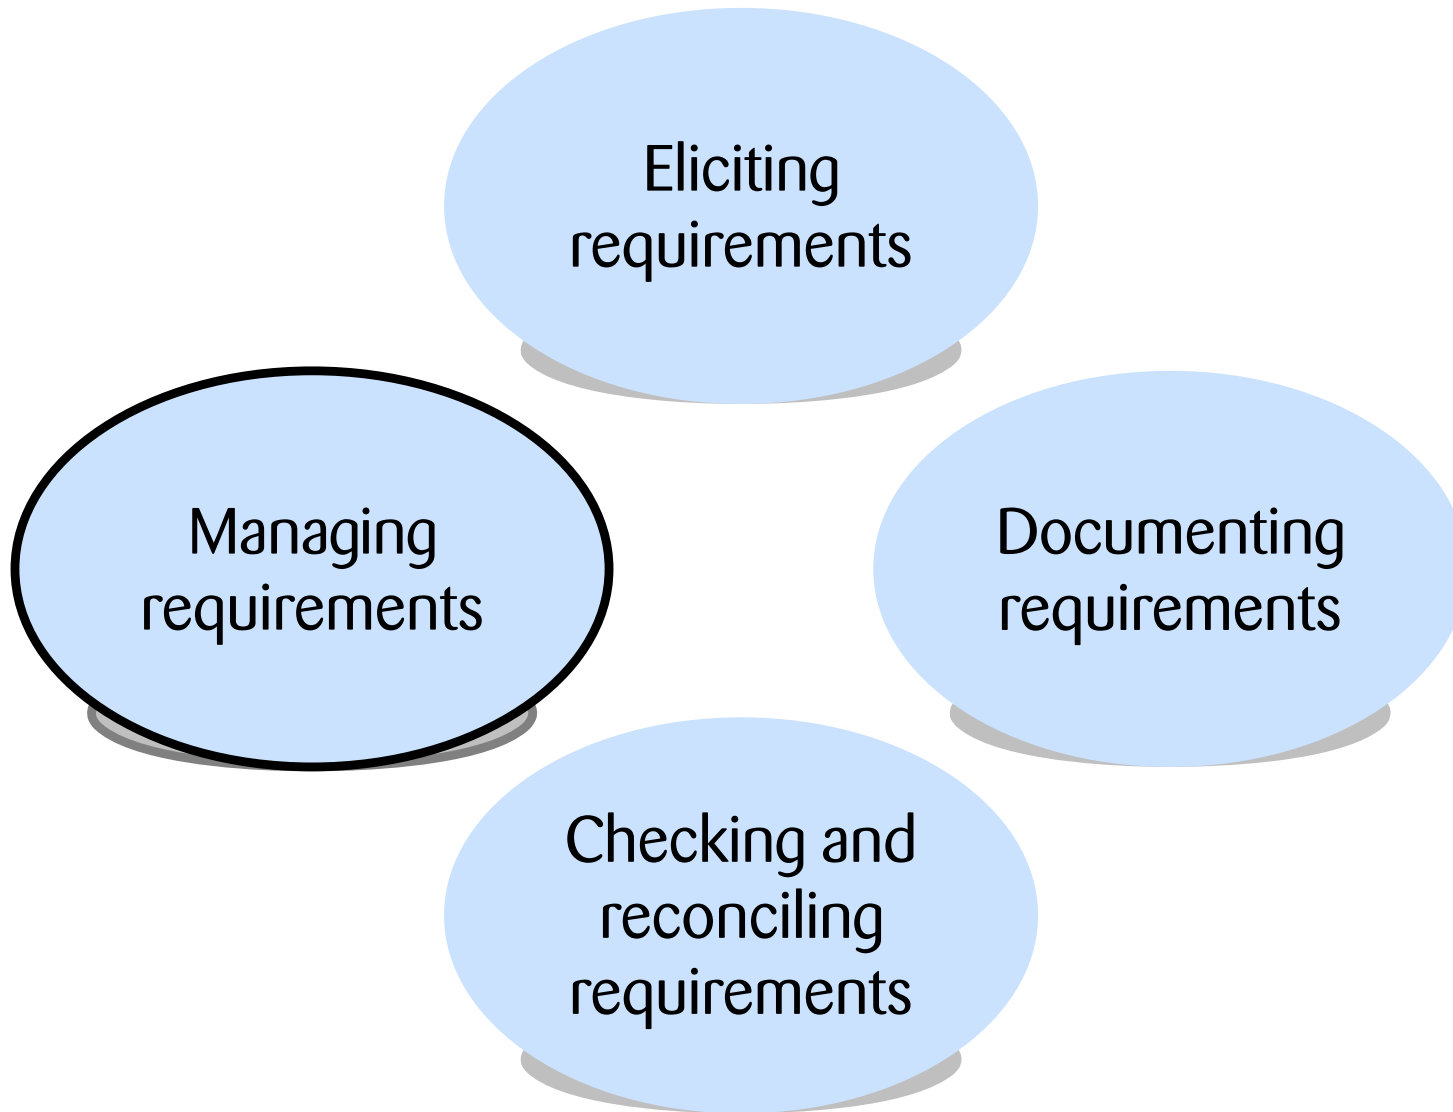 Eliciting
requirements
Managing
requirements
Documenting
requirements
Checking and
reconciling
requirements